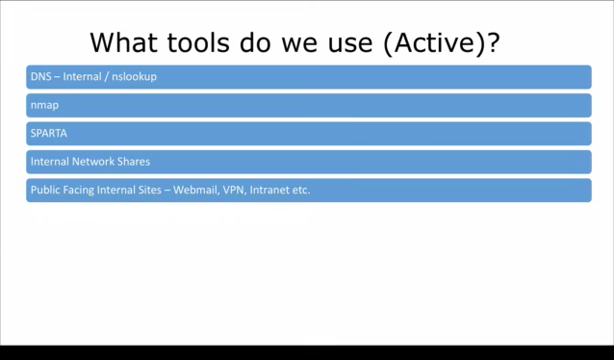 What tools do we use (Active)?
DNS – Internal / nslookup
nmap
SPARTA
Internal Network Shares
Public Facing Internal Sites – Webmail, VPN, Intranet etc.